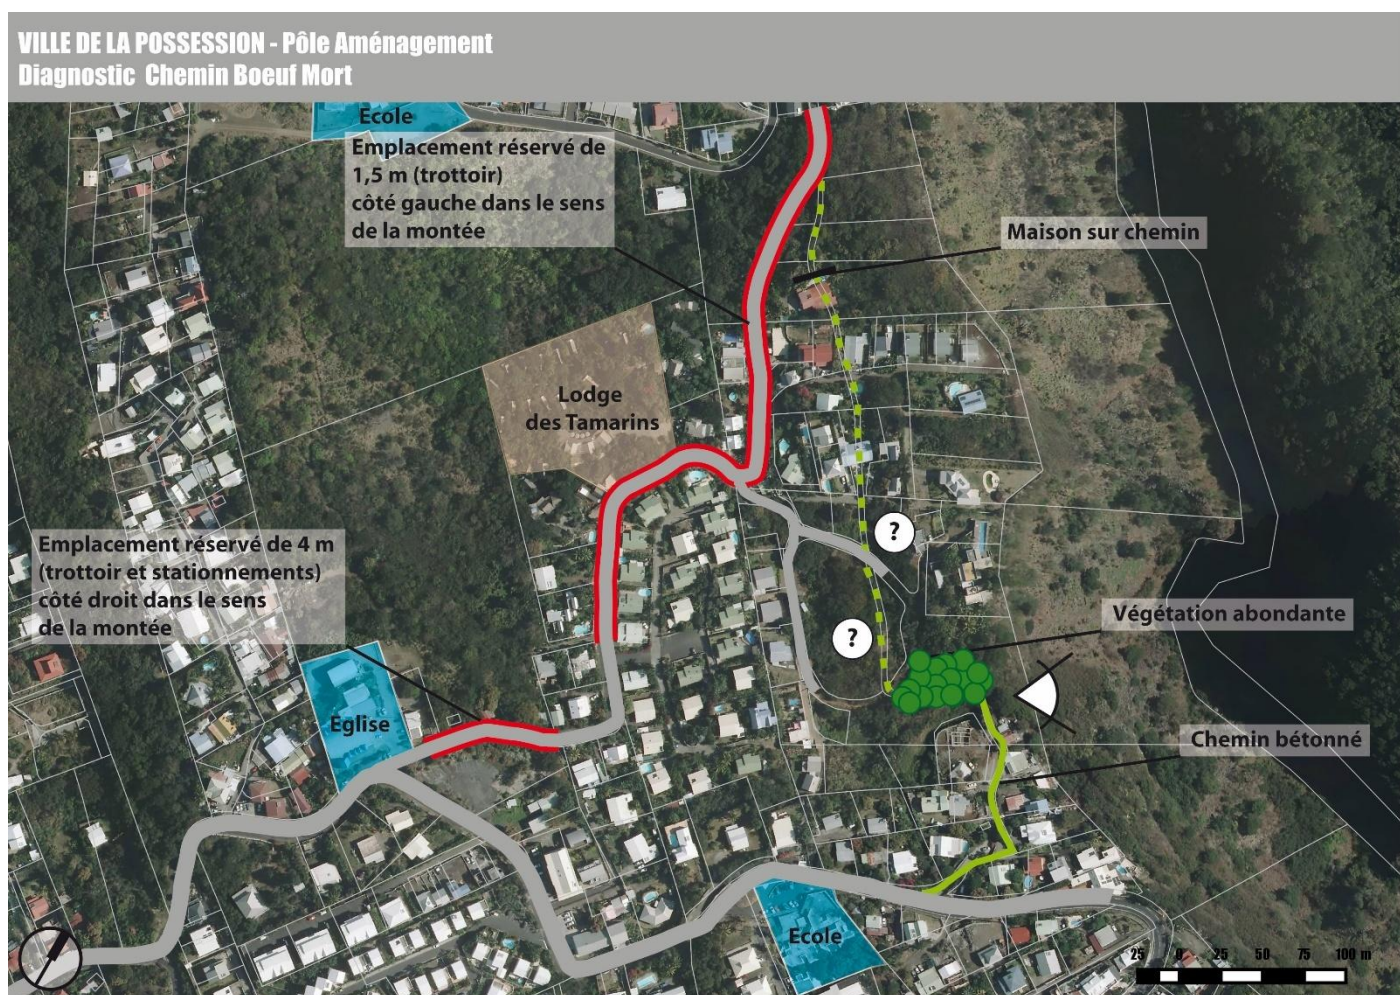 VILLE DE LA POSSESSION - Pôle Aménagement
Diagnostic Chemin Boeuf Mort
Ecole
Emplacement réservé de
1,5 m (trottoir)
côté gauche dans le sens
de la montée
Maison sur chemin
Lodge
des Tamarins
?
Emplacement réservé de 4 m
(trottoir et stationnements)
côté droit dans le sens
de la montée
?
Végétation abondante
Eglise
Chemin bétonné
Ecole
25 0 25 50 100 m